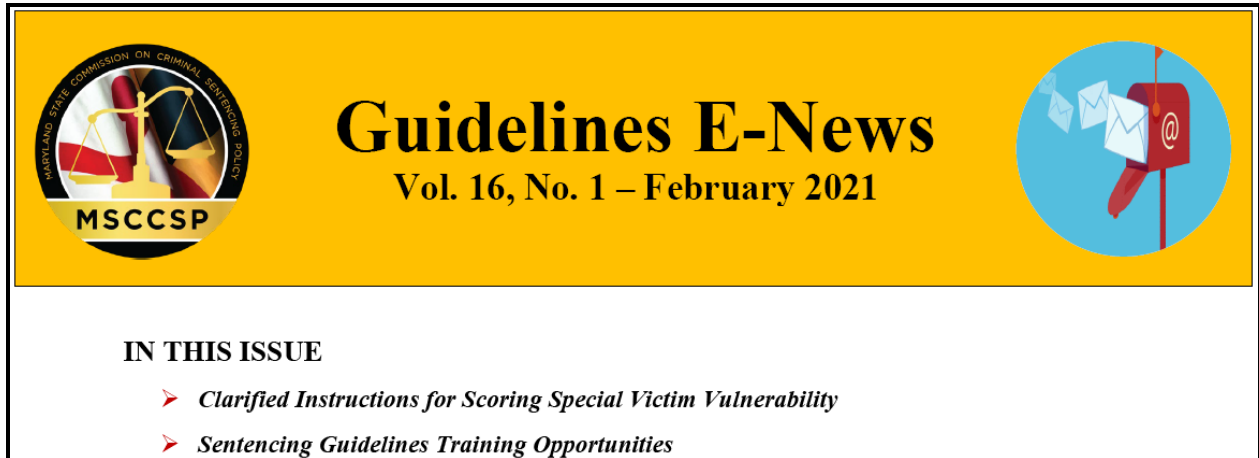 MARYLAND STATE COMMISSION ON CRIMINAL SENTENCING POLICY
MSCCSP
Guidelines E-News
Vol. 16, No. 1 – February 2021
@
IN THIS ISSUE
➢ Clarified Instructions for Scoring Special Victim Vulnerability
➢ Sentencing Guidelines Training Opportunities